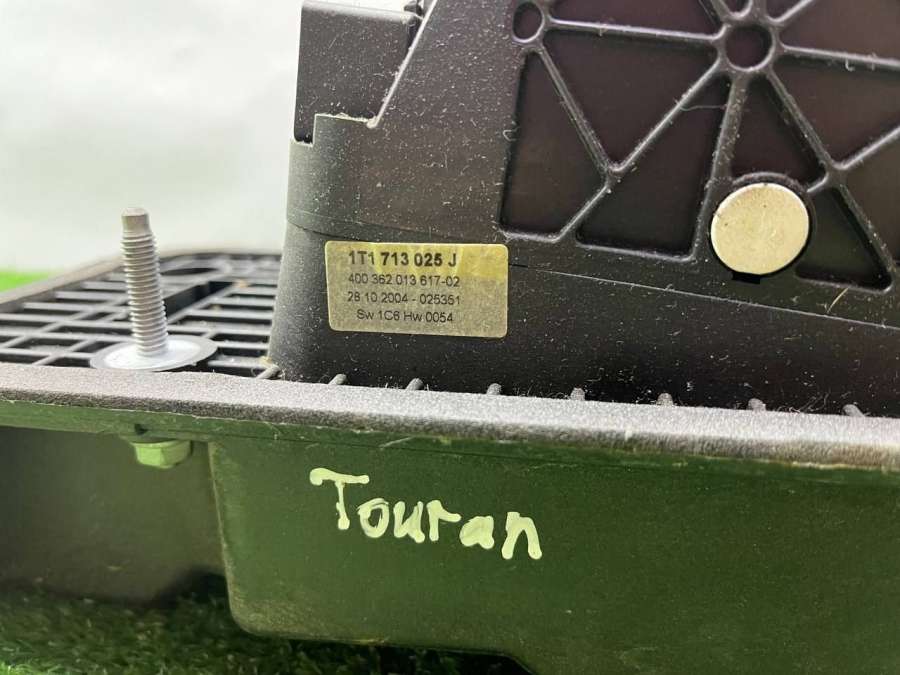 1T1 713 025 J
400 362 013 617-02
28 10 2004 - 025351
Sw 1C6 Hw 0054
Touran